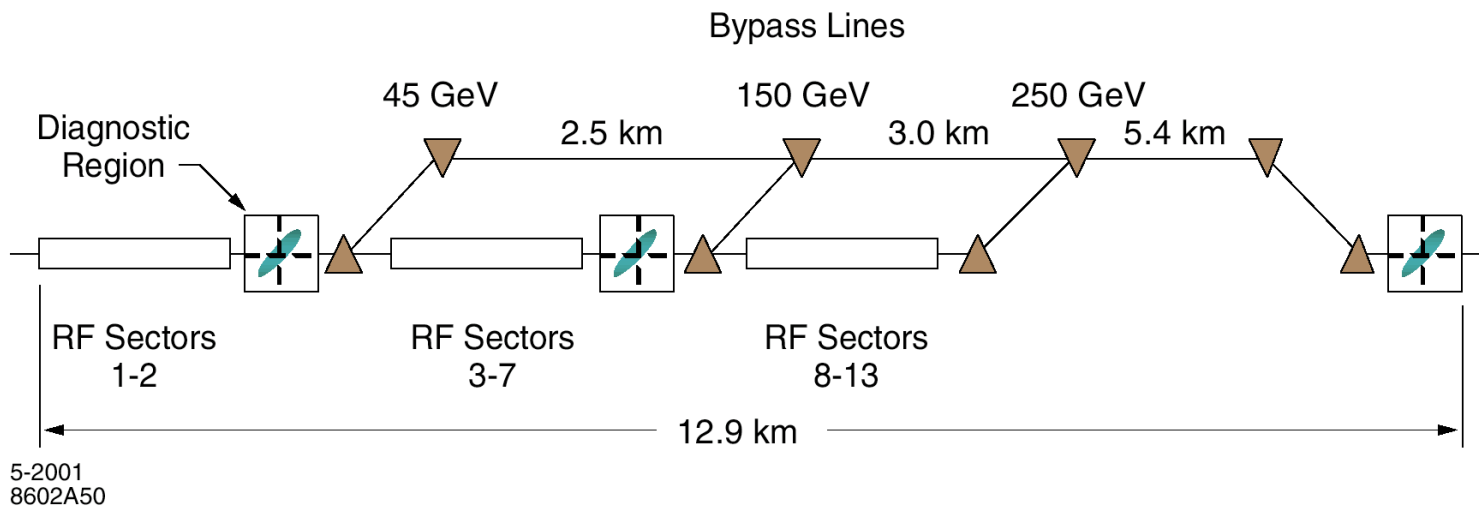 Bypass Lines
45 GeV
150 GeV
250 GeV
Diagnostic
Region
2.5 km
3.0 km
5.4 km
RF Sectors
1-2
RF Sectors
3-7
RF Sectors
8-13
12.9 km
5-2001
8602A50